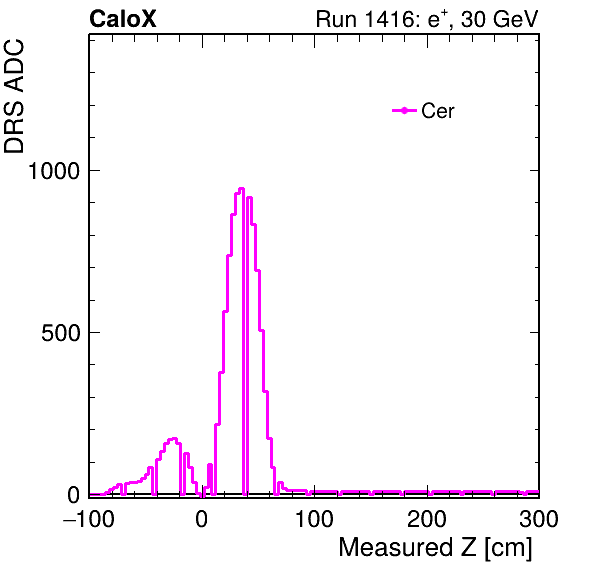 CaloX Run 1416: e⁺, 30 GeV
DRS ADC
Cer
1000
500
0
−100 0 100 200 300
Measured Z [cm]